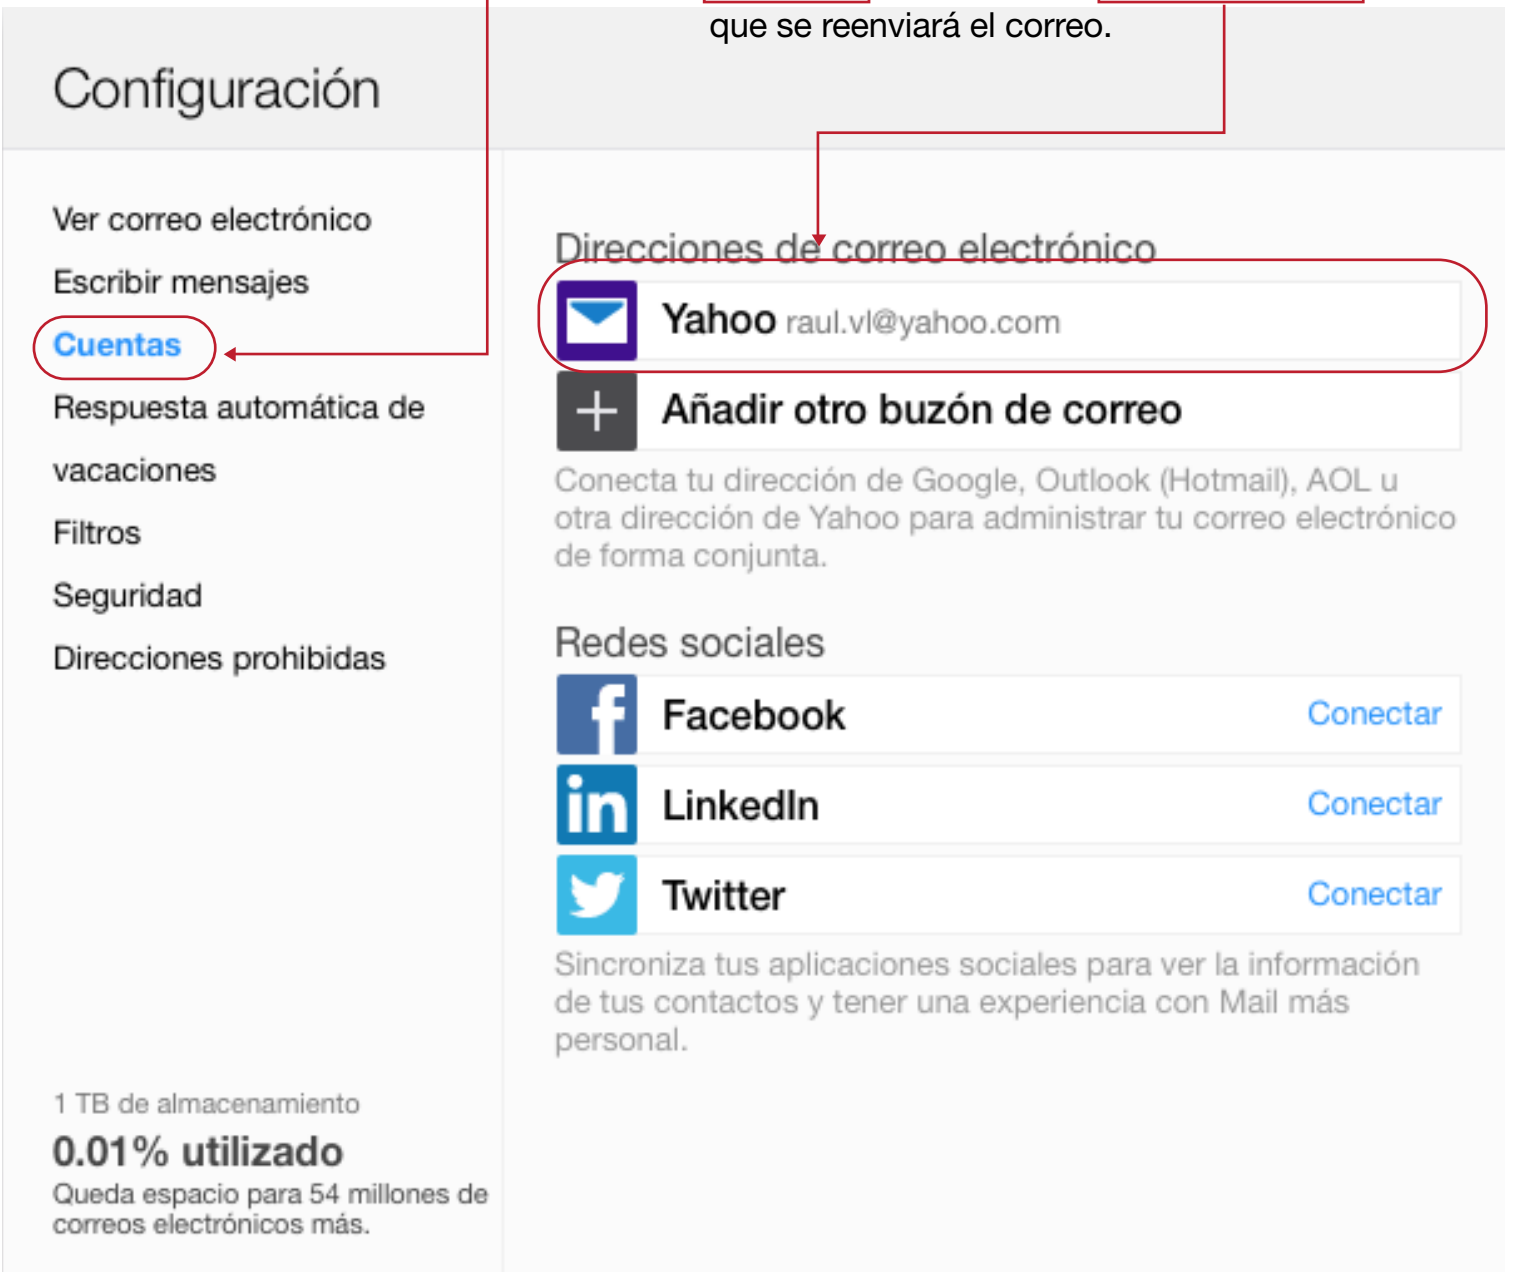 que se reenviará el correo.
Configuración
Ver correo electrónico
Escribir mensajes
Cuentas
Respuesta automática de
vacaciones
Filtros
Seguridad
Direcciones prohibidas
1 TB de almacenamiento
0.01% utilizado
Queda espacio para 54 millones de
correos electrónicos más.
Direcciones de correo electrónico
Yahoo raul.vl@yahoo.com
Añadir otro buzón de correo
Conecta tu dirección de Google, Outlook (Hotmail), AOL u
otra dirección de Yahoo para administrar tu correo electrónico
de forma conjunta.
Redes sociales
Facebook Conectar
LinkedIn Conectar
Twitter Conectar
Sincroniza tus aplicaciones sociales para ver la información
de tus contactos y tener una experiencia con Mail más
personal.